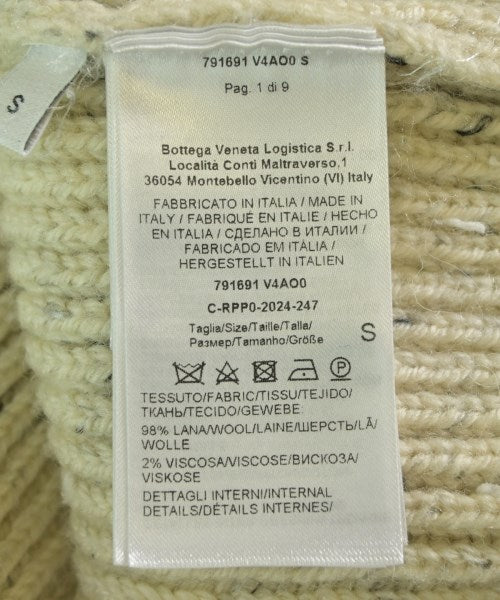 791691 V4AO0 S
Pag. 1 di 9
Bottega Veneta Logistica S.r.l.
Località Conti Maltraverso,1
36054 Montebello Vicentino (VI) Italy
FABBRICATO IN ITALIA / MADE IN
ITALY / FABRIQUÉ EN ITALIE / HECHO
EN ITALIA / СДЕЛАНО В ИТАЛИИ /
FABRICADO EM ITÁLIA /
HERGESTELLT IN ITALIEN
791691 V4AO0
C-RPP0-2024-247
Taglia/Size/Taille/Talla/
Размер/Tamanho/Größe
S
P
TESSUTO/FABRIC/TISSU/TEJIDO/
ТКАНЬ/TECIDO/GEWEBE:
98% LANA/WOOL/LAINE/ШЕРСТЬ/LÃ/
WOLLE
2% VISCOSA/VISCOSE/ВИСКОЗА/
VISKOSE
DETTAGLI INTERNI/INTERNAL
DETAILS/DÉTAILS INTERNES/
S